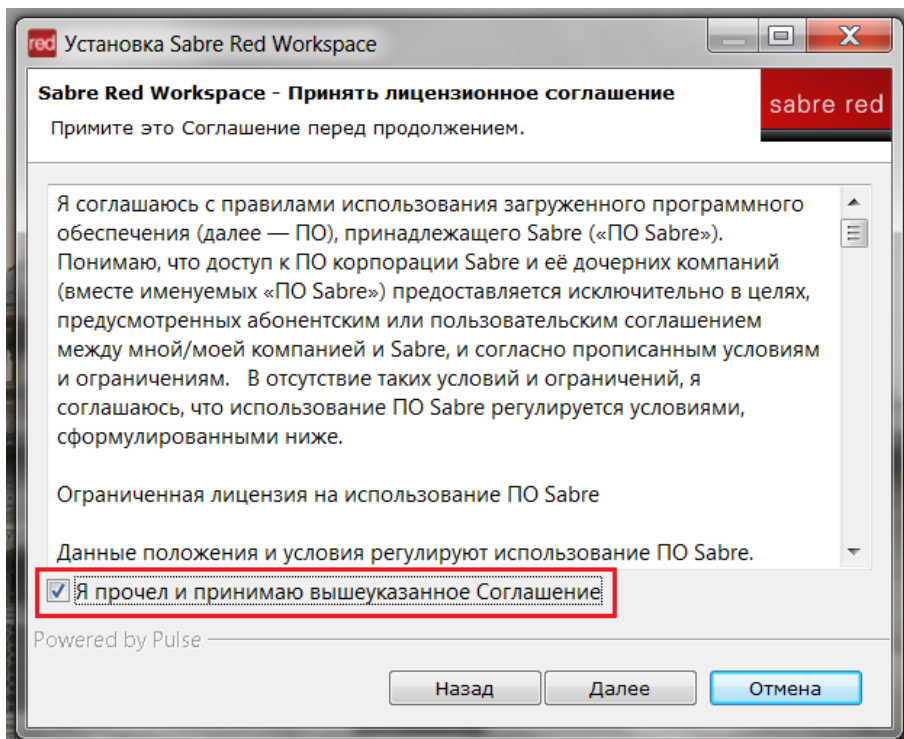 red Установка Sabre Red Workspace
Sabre Red Workspace - Принять лицензионное соглашение
sabre red
Примите это Соглашение перед продолжением.
Я соглашаюсь с правилами использования загруженного программного
обеспечения (далее — ПО), принадлежащего Sabre («ПО Sabre»).
Понимаю, что доступ к ПО корпорации Sabre и её дочерних компаний
(вместе именуемых «ПО Sabre») предоставляется исключительно в целях,
предусмотренных абонентским или пользовательским соглашением
между мной/моей компанией и Sabre, и согласно прописанным условиям
и ограничениям.   В отсутствие таких условий и ограничений, я
соглашаюсь, что использование ПО Sabre регулируется условиями,
сформулированными ниже.
Ограниченная лицензия на использование ПО Sabre
Данные положения и условия регулируют использование ПО Sabre.
Я прочел и принимаю вышеуказанное Соглашение
Powered by Pulse
Назад Далее Отмена